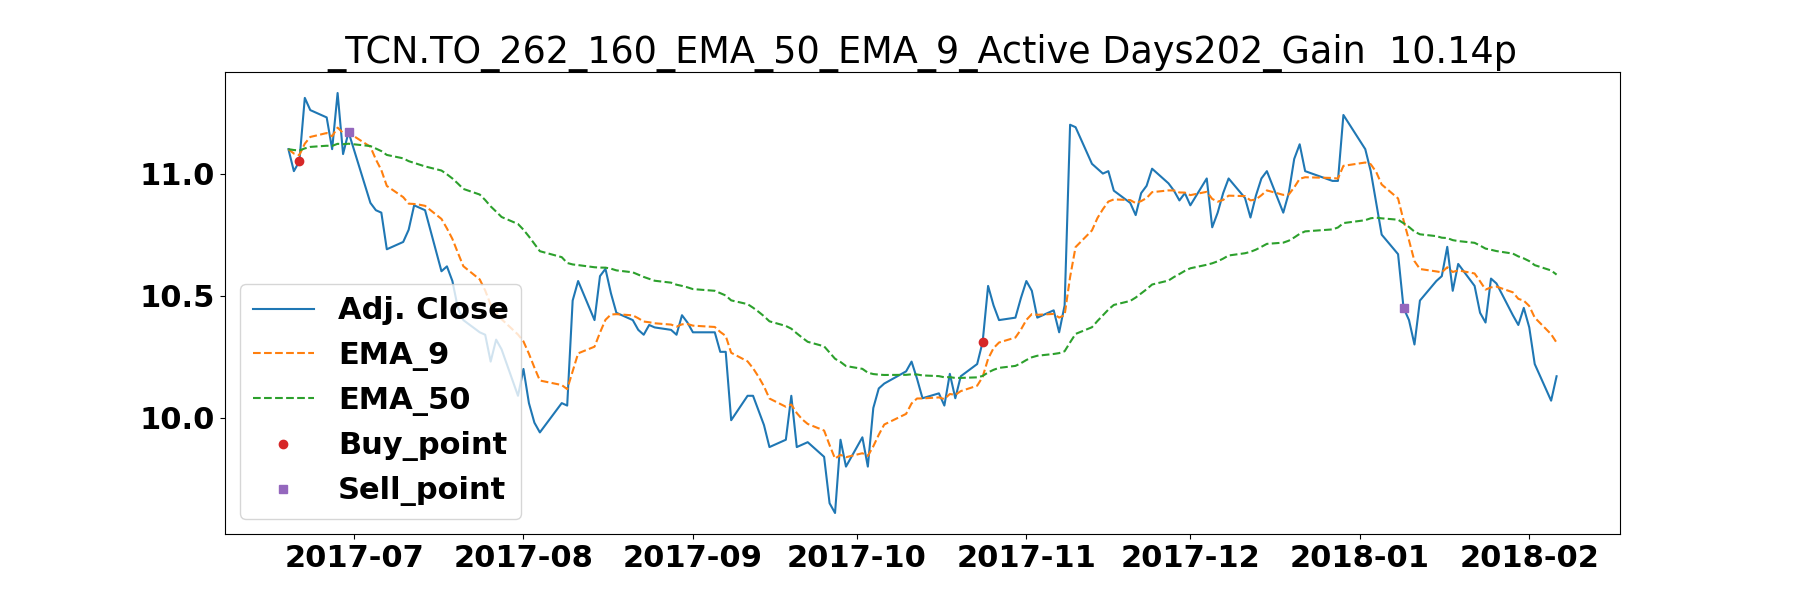 _TCN.TO_262_160_EMA_50_EMA_9_Active Days202_Gain  10.14p
11.0
10.5
10.0
Adj. Close
EMA_9
EMA_50
Buy_point
Sell_point
2017-07 2017-08 2017-09 2017-10 2017-11 2017-12 2018-01 2018-02